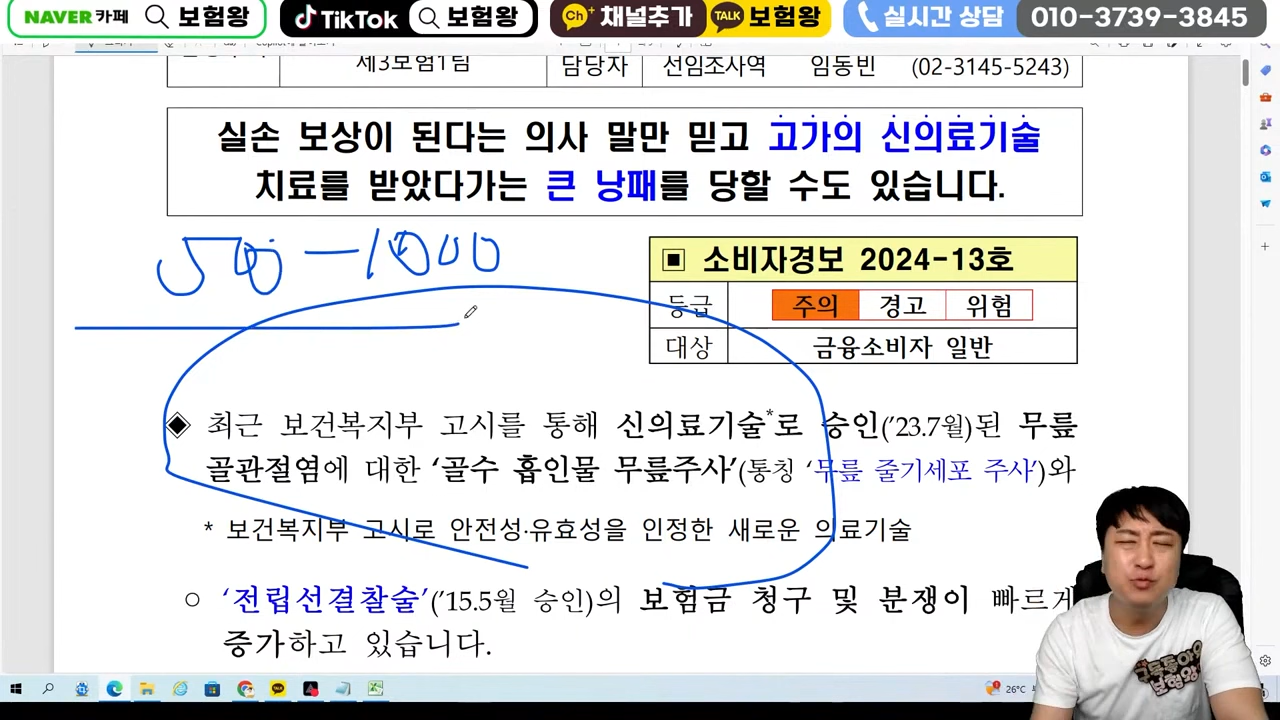 NAVER 카페 보험왕 TikTok 보험왕 Ch+ 채널추가 TALK 보험왕 실시간 상담 010-3739-3845
제3보험1팀 담당자 선임조사역 임동빈 (02-3145-5243)
실손 보상이 된다는 의사 말만 믿고 고가의 신의료기술
치료를 받았다가는 큰 낭패를 당할 수도 있습니다.
500-1000
▣ 소비자경보 2024-13호
등급 주의 경고 위험
대상 금융소비자 일반
◈ 최근 보건복지부 고시를 통해 신의료기술*로 승인('23.7월)된 무릎
골관절염에 대한 '골수 흡인물 무릎주사'(통칭 '무릎 줄기세포 주사')와
* 보건복지부 고시로 안전성·유효성을 인정한 새로운 의료기술
○ '전립선결찰술'('15.5월 승인)의 보험금 청구 및 분쟁이 빠르게
증가하고 있습니다.
보험왕
26°C